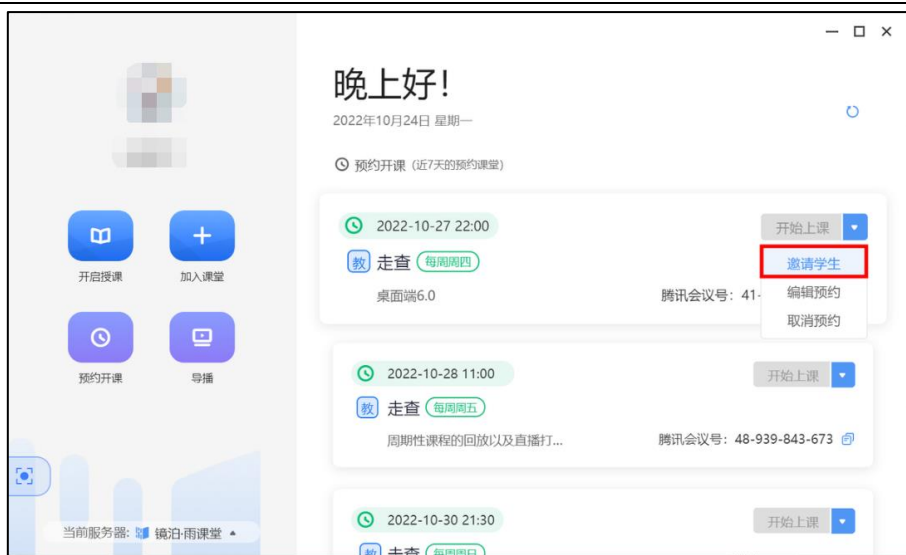 晚上好!
2022年10月24日 星期一
预约开课（近7天的预约课堂）
开启授课
加入课堂
预约开课
导播
当前服务器: 镜泊·雨课堂
2022-10-27 22:00
开始上课
教 走查 每周周四
邀请学生
桌面端6.0
腾讯会议号: 41-
编辑预约
取消预约
2022-10-28 11:00
开始上课
教 走查 每周周五
周期性课程的回放以及直播打...
腾讯会议号: 48-939-843-673
2022-10-30 21:30
开始上课
教 走查 每周周日